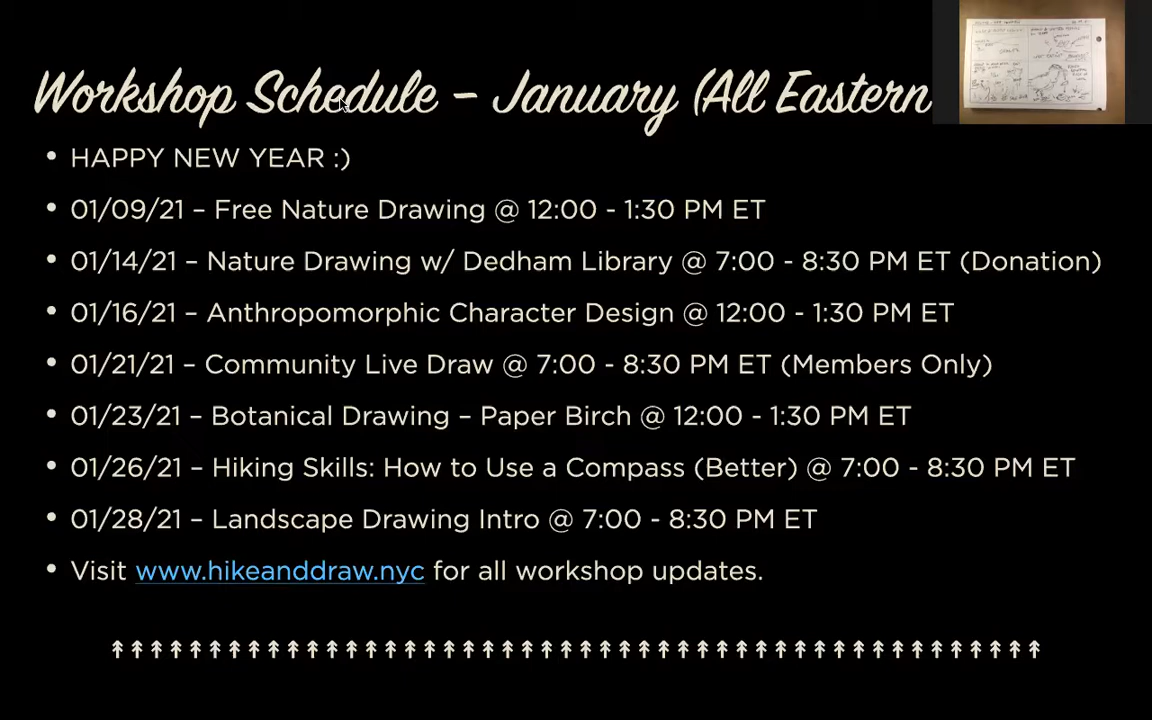 Workshop Schedule – January (All Eastern
• HAPPY NEW YEAR :)
• 01/09/21 – Free Nature Drawing @ 12:00 - 1:30 PM ET
• 01/14/21 – Nature Drawing w/ Dedham Library @ 7:00 - 8:30 PM ET (Donation)
• 01/16/21 – Anthropomorphic Character Design @ 12:00 - 1:30 PM ET
• 01/21/21 – Community Live Draw @ 7:00 - 8:30 PM ET (Members Only)
• 01/23/21 – Botanical Drawing – Paper Birch @ 12:00 - 1:30 PM ET
• 01/26/21 – Hiking Skills: How to Use a Compass (Better) @ 7:00 - 8:30 PM ET
• 01/28/21 – Landscape Drawing Intro @ 7:00 - 8:30 PM ET
• Visit www.hikeanddraw.nyc for all workshop updates.